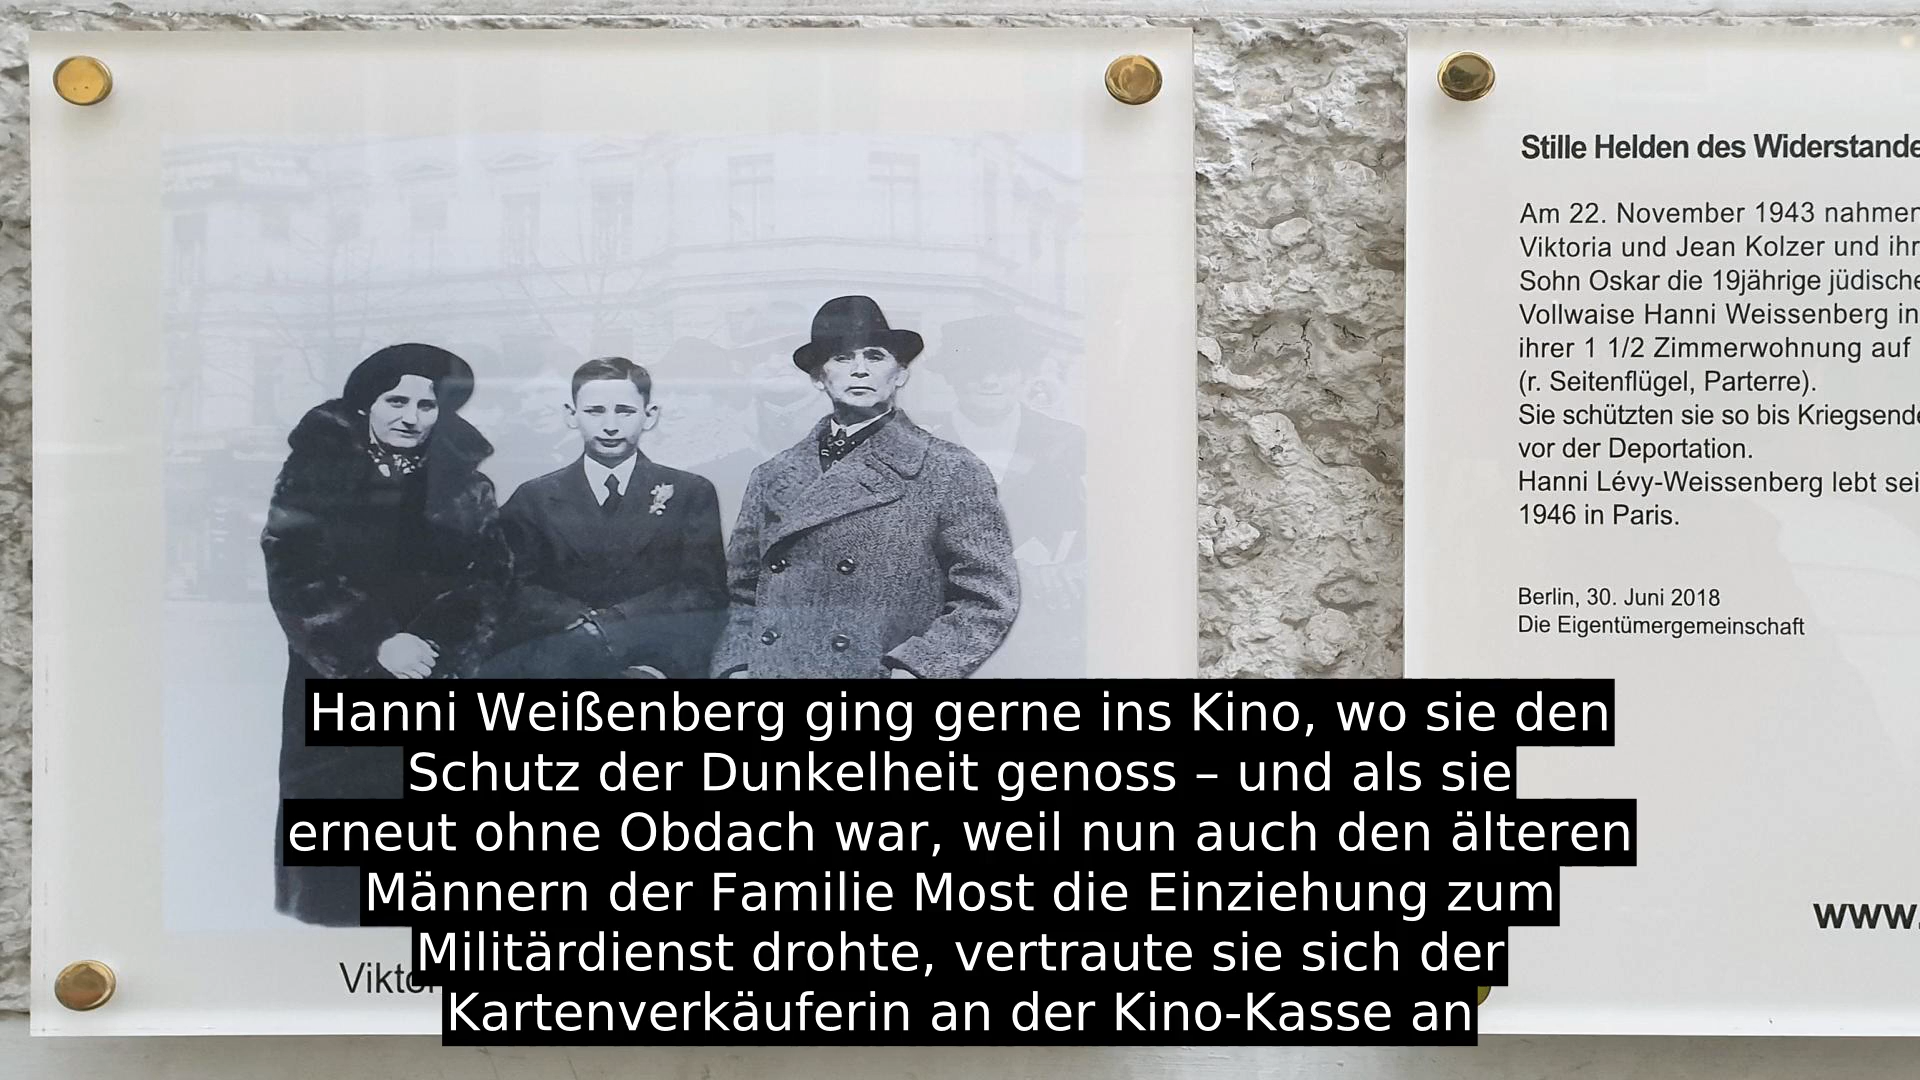 Stille Helden des Widerstande
Am 22. November 1943 nahmen
Viktoria und Jean Kolzer und ihr
Sohn Oskar die 19jährige jüdische
Vollwaise Hanni Weissenberg in
ihrer 1 1/2 Zimmerwohnung auf
(r. Seitenflügel, Parterre).
Sie schützten sie so bis Kriegsende
vor der Deportation.
Hanni Lévy-Weissenberg lebt sei
1946 in Paris.
Berlin, 30. Juni 2018
Die Eigentümergemeinschaft
www.
Hanni Weißenberg ging gerne ins Kino, wo sie den
Schutz der Dunkelheit genoss – und als sie
erneut ohne Obdach war, weil nun auch den älteren
Männern der Familie Most die Einziehung zum
Militärdienst drohte, vertraute sie sich der
Kartenverkäuferin an der Kino-Kasse an